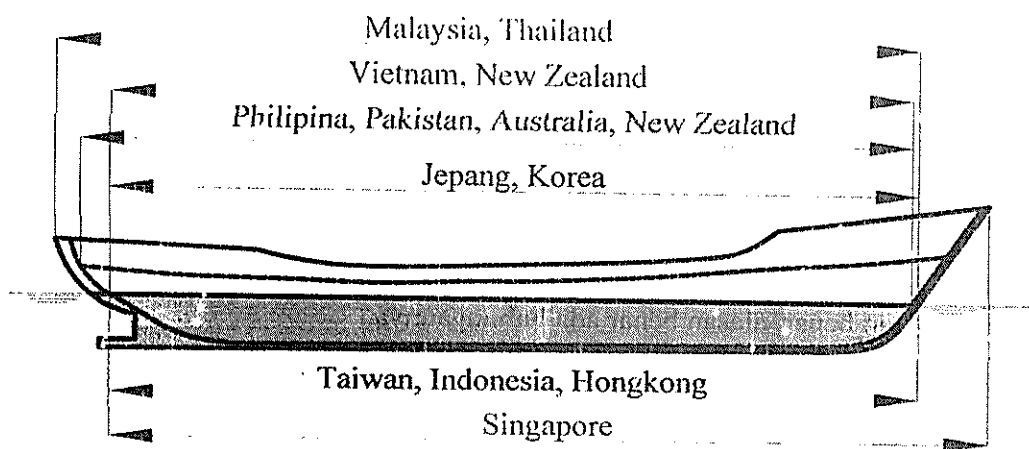 Malaysia, Thailand
Vietnam, New Zealand
Philipina, Pakistan, Australia, New Zealand
Jepang, Korea
Taiwan, Indonesia, Hongkong
Singapore